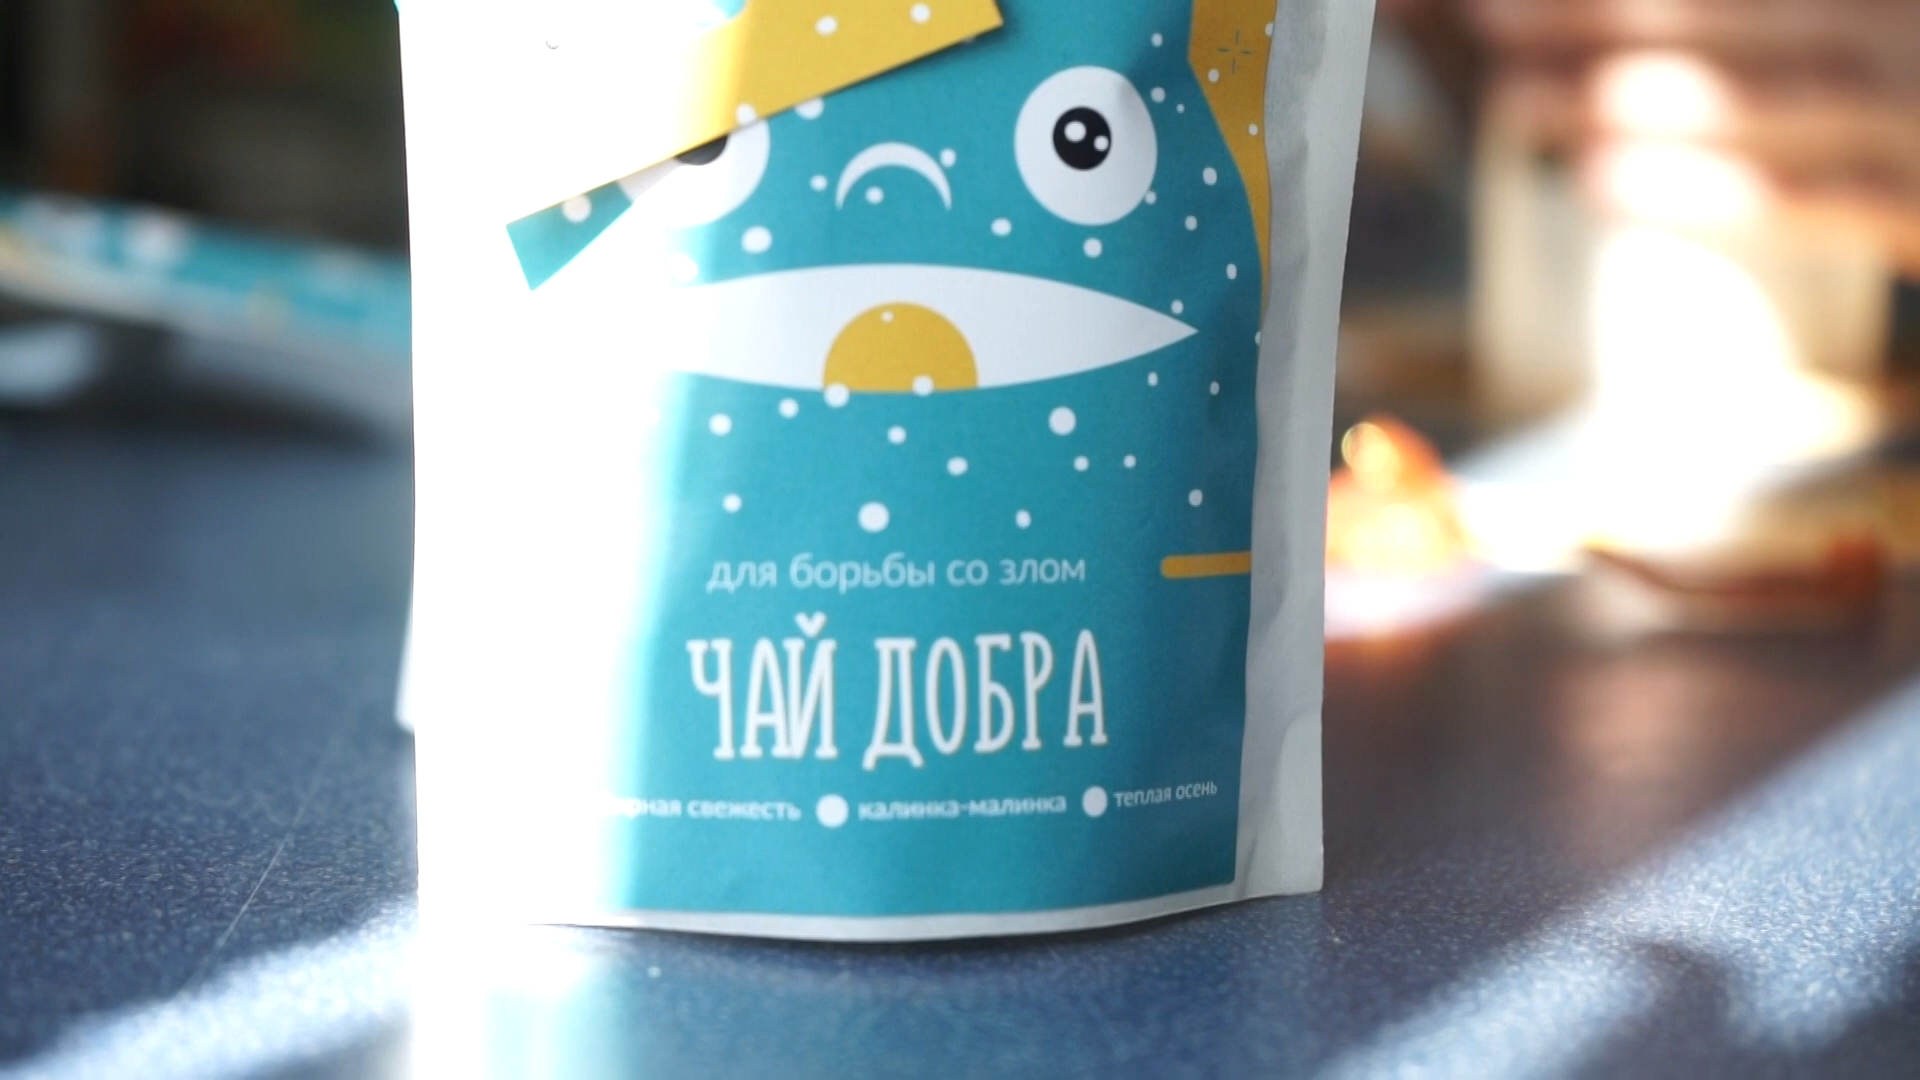 для борьбы со злом
ЧАЙ ДОБРА
свежесть калинка-малинка теплая осень